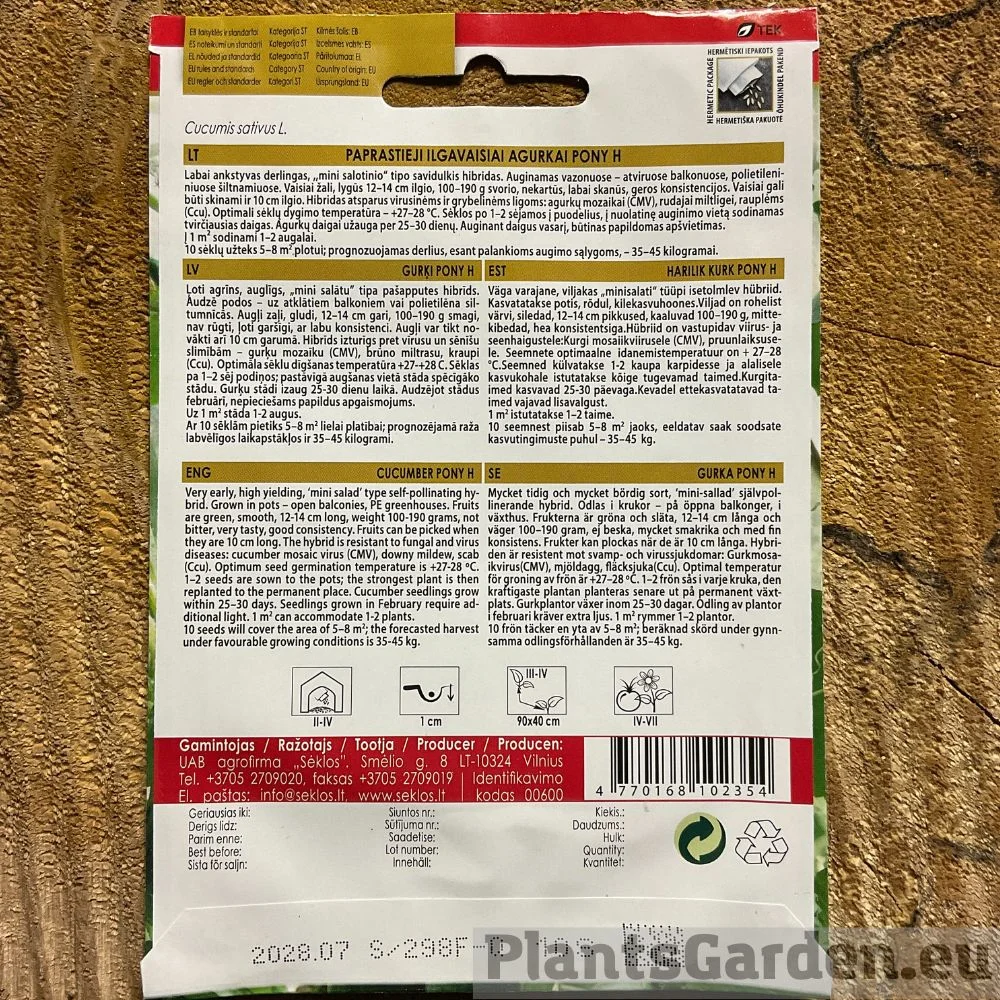 EB taisyklės ir standartai Kategorija ST Kilmės šalis: EB
ES noteikumi un standarti Kategorija ST Izcelsmes valsts: ES
EL nõuded ja standardid Kategooria ST Päritolumaa: EL
EU rules and standards Category ST Country of origin: EU
EU regler och standarder Kategori ST Ursprungsland: EU
TEK
HERMĒTISKI IEPAKOTS
HERMETIC PACKAGE
ÕHUKINDEL PAKEND
HERMETIŠKA PAKUOTĖ
Cucumis sativus L.
LT PAPRASTIEJI ILGAVAISIAI AGURKAI PONY H
Labai ankstyvas derlingas, „mini salotinio” tipo savidulkis hibridas. Auginamas vazonuose – atviruose balkonuose, polietileni-
niuose šiltnamiuose. Vaisiai žali, lygūs 12–14 cm ilgio, 100–190 g svorio, nekartūs, labai skanūs, geros konsistencijos. Vaisiai gali
būti skinami ir 10 cm ilgio. Hibridas atsparus virusinėms ir grybelinėms ligoms: agurkų mozaikai (CMV), rudajai miltligei, rauplėms
(Ccu). Optimali sėklų dygimo temperatūra – +27-28 °C. Sėklos po 1–2 sėjamos į puodelius, į nuolatinę auginimo vietą sodinamas
tvirčiausias daigas. Agurkų daigai užauga per 25-30 dienų. Auginant daigus vasarį, būtinas papildomas apšvietimas.
Į 1 m² sodinami 1–2 augalai.
10 sėklų užteks 5–8 m² plotui; prognozuojamas derlius, esant palankioms augimo sąlygoms, – 35–45 kilogramai.
LV GURĶI PONY H
Ļoti agrīns, auglīgs, „mini salātu” tipa pašapputes hibrids.
Audzē podos – uz atklātiem balkoniem vai polietilēna sil-
tumnīcās. Augļi zaļi, gludi, 12–14 cm gari, 100–190 g smagi,
nav rūgti, ļoti garšīgi, ar labu konsistenci. Augļi var tikt no-
vākti arī 10 cm garumā. Hibrids izturīgs pret vīrusu un sēnīšu
slimībām – gurķu mozaiku (CMV), brūno miltrasu, kraupi
(Ccu). Optimāla sēklu dīgšanas temperatūra +27-+28 C. Sēklas
pa 1–2 sēj podiņos; pastāvīgā augšanas vietā stāda spēcīgāko
stādu. Gurķu stādi izaug 25-30 dienu laikā. Audzējot stādus
februārī, nepieciešams papildus apgaismojums.
Uz 1 m² stāda 1-2 augus.
Ar 10 sēklām pietiks 5–8 m² lielai platībai; prognozējamā raža
labvēlīgos laikapstākļos ir 35–45 kilogrami.
EST HARILIK KURK PONY H
Väga varajane, viljakas „minisalati” tüüpi isetolmlev hübriid.
Kasvatatakse potis, rõdul, kilekasvuhoones.Viljad on rohelist
värvi, siledad, 12–14 cm pikkused, kaaluvad 100–190 g, mitte-
kibedad, hea konsistentsiga.Hübriid on vastupidav viirus- ja
seenhaigustele:Kurgi mosaiikviirusele (CMV), pruunlaiksuse-
le. Seemnete optimaalne idanemistemperatuur on + 27–28
°C.Seemned külvatakse 1-2 kaupa karpidesse ja alalisele
kasvukohale istutatakse kõige tugevamad taimed.Kurgita-
imed kasvavad 25-30 päevaga.Kevadel ettekasvatatavad ta-
imed vajavad lisavalgust.
1 m² istutatakse 1–2 taime.
10 seemnest piisab 5–8 m² jaoks, eeldatav saak soodsate
kasvutingimuste puhul – 35–45 kg.
ENG CUCUMBER PONY H
Very early, high yielding, ‘mini salad’ type self-pollinating hy-
brid. Grown in pots – open balconies, PE greenhouses. Fruits
are green, smooth, 12-14 cm long, weight 100-190 grams, not
bitter, very tasty, good consistency. Fruits can be picked when
they are 10 cm long. The hybrid is resistant to fungal and virus
diseases: cucumber mosaic virus (CMV), downy mildew, scab
(Ccu). Optimum seed germination temperature is +27-28 ºC.
1–2 seeds are sown to the pots; the strongest plant is then
replanted to the permanent place. Cucumber seedlings grow
within 25-30 days. Seedlings grown in February require ad-
ditional light. 1 m² can accommodate 1-2 plants.
10 seeds will cover the area of 5–8 m²; the forecasted harvest
under favourable growing conditions is 35-45 kg.
SE GURKA PONY H
Mycket tidig och mycket bördig sort, ‘mini-sallad’ självpol-
linerande hybrid. Odlas i krukor – på öppna balkonger, i
växthus. Frukterna är gröna och släta, 12–14 cm långa och
väger 100–190 gram, ej beska, mycket smakrika och med fin
konsistens. Frukter kan plockas när de är 10 cm långa. Hybri-
den är resistent mot svamp- och virussjukdomar: Gurkmosa-
ikvirus(CMV), mjöldagg, fläcksjuka(Ccu). Optimal temperatur
för groning av frön är +27–28 ºC. 1–2 frön sås i varje kruka, den
kraftigaste plantan planteras senare ut på permanent växt-
plats. Gurkplantor växer inom 25–30 dagar. Odling av plantor
i februari kräver extra ljus. 1 m² rymmer 1–2 plantor.
10 frön täcker en yta av 5–8 m²; beräknad skörd under gynn-
samma odlingsförhållanden är 35–45 kg.
III-IV
II-IV 1 cm 90x40 cm IV-VII
Gamintojas / Ražotajs / Tootja / Producer / Producen:
UAB agrofirma „Sėklos”. Smėlio g. 8 LT-10324 Vilnius
Tel. +3705 2709020, faksas +3705 2709019 | Identifikavimo
El. paštas: info@seklos.lt, www.seklos.lt | kodas 00600
4 770168 102354
Geriausias iki: Siuntos nr.: Kiekis.:
Derigs lidz: Sūtījuma nr.: Daudzums.:
Parim enne: Saadetise: Hulk:
Best before: Lot number: Quantity:
Sista för saljn: Innehåll: Kvantitet:
2028.07 S/298F
PlantsGarden.eu